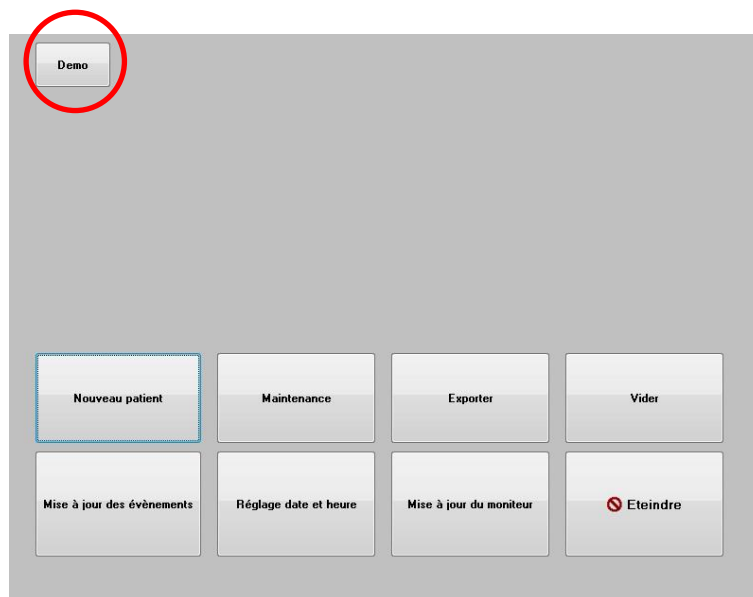 Demo
Nouveau patient
Maintenance
Exporter
Vider
Mise à jour des évènements
Réglage date et heure
Mise à jour du moniteur
Eteindre